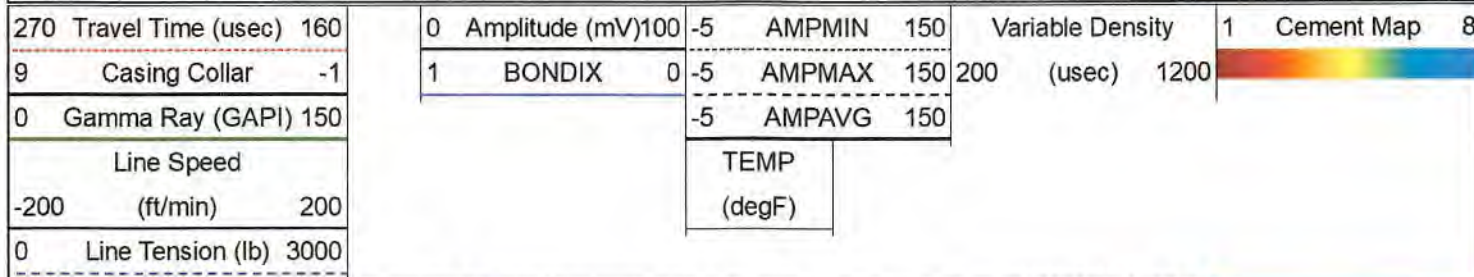 270 Travel Time (usec) 160 0 Amplitude (mV)100 -5 AMPMIN 150 Variable Density 1 Cement Map 8
9 Casing Collar -1 1 BONDIX 0 -5 AMPMAX 150 200 (usec) 1200
0 Gamma Ray (GAPI) 150 -5 AMPAVG 150
Line Speed TEMP
-200 (ft/min) 200 (degF)
0 Line Tension (lb) 3000